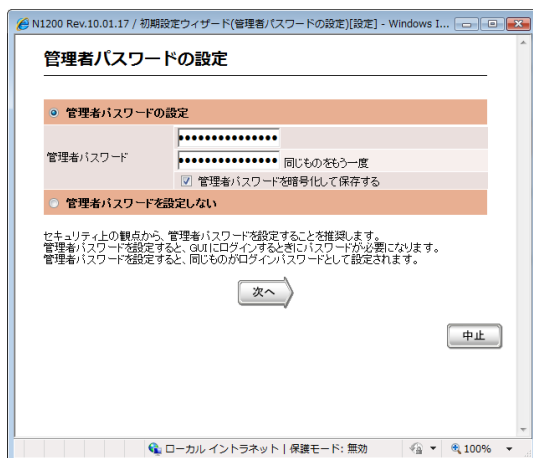 N1200 Rev.10.01.17 / 初期設定ウィザード(管理者パスワードの設定)[設定] - Windows I...
管理者パスワードの設定
管理者パスワードの設定
管理者パスワード
●●●●●●●●●●●●●●●
●●●●●●●●●●●●●●● 同じものをもう一度
管理者パスワードを暗号化して保存する
管理者パスワードを設定しない
セキュリティ上の観点から、管理者パスワードを設定することを推奨します。
管理者パスワードを設定すると、GUIにログインするときにパスワードが必要になります。
管理者パスワードを設定すると、同じものがログインパスワードとして設定されます。
次へ
中止
ローカル イントラネット | 保護モード: 無効
100%